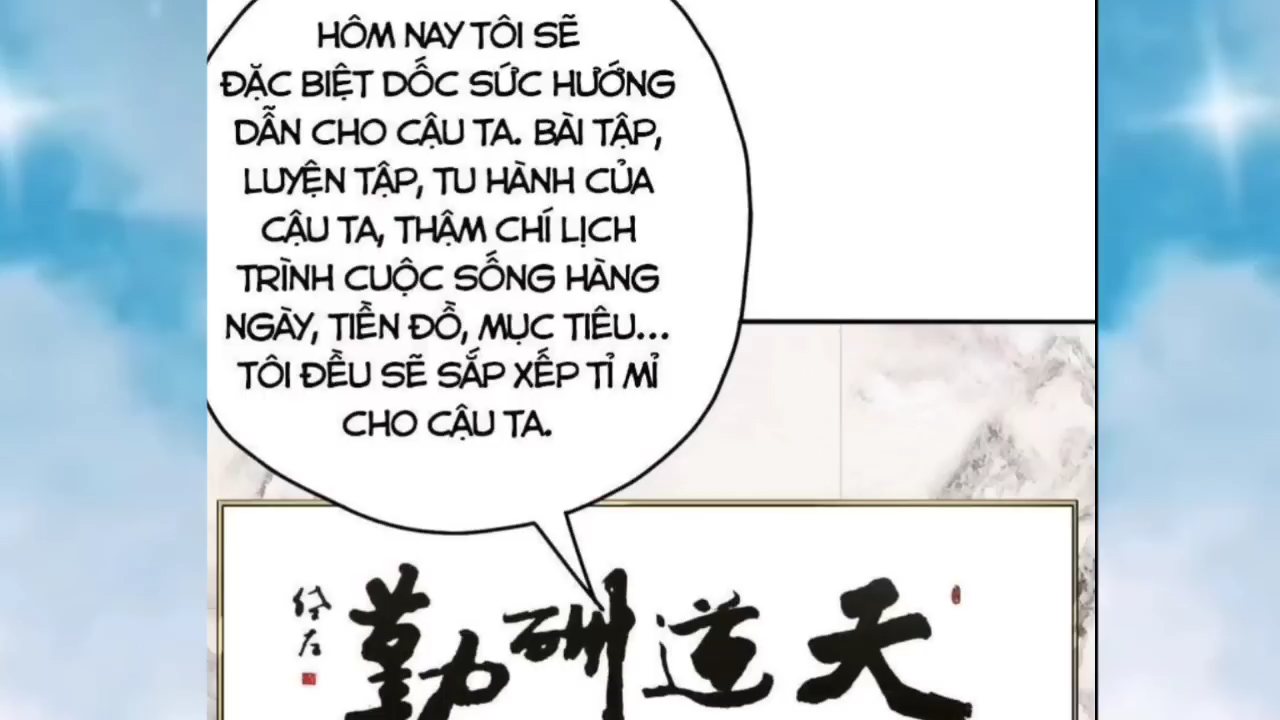 HÔM NAY TÔI SẼ
ĐẶC BIỆT DỐC SỨC HƯỚNG
DẪN CHO CẬU TA. BÀI TẬP,
LUYỆN TẬP, TU HÀNH CỦA
CẬU TA, THẬM CHÍ LỊCH
TRÌNH CUỘC SỐNG HÀNG
NGÀY, TIỀN ĐỒ, MỤC TIÊU...
TÔI ĐỀU SẼ SẮP XẾP TỈ MỈ
CHO CẬU TA.
天道酬勤